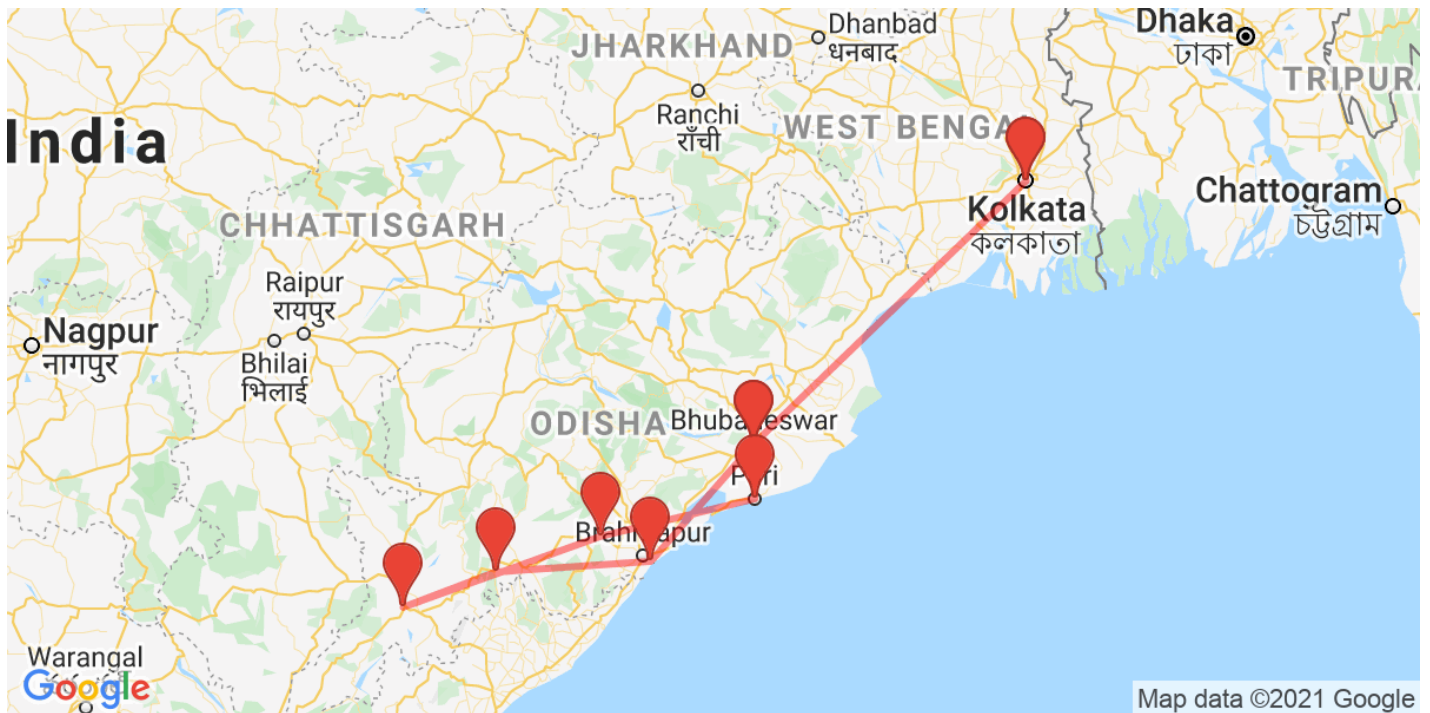 Dhanbad
धनबाद
Dhaka
ঢাকা
JHARKHAND
TRIPURA
Ranchi
राँची
WEST BENGA
India
Kolkata
কলকাতা
Chattogram
চট্টগ্রাম
CHHATTISGARH
Raipur
रायपुर
Nagpur
नागपुर
Bhilai
भिलाई
ODISHA
Bhubaneswar
Puri
Brahmapur
Warangal
Google
Map data ©2021 Google